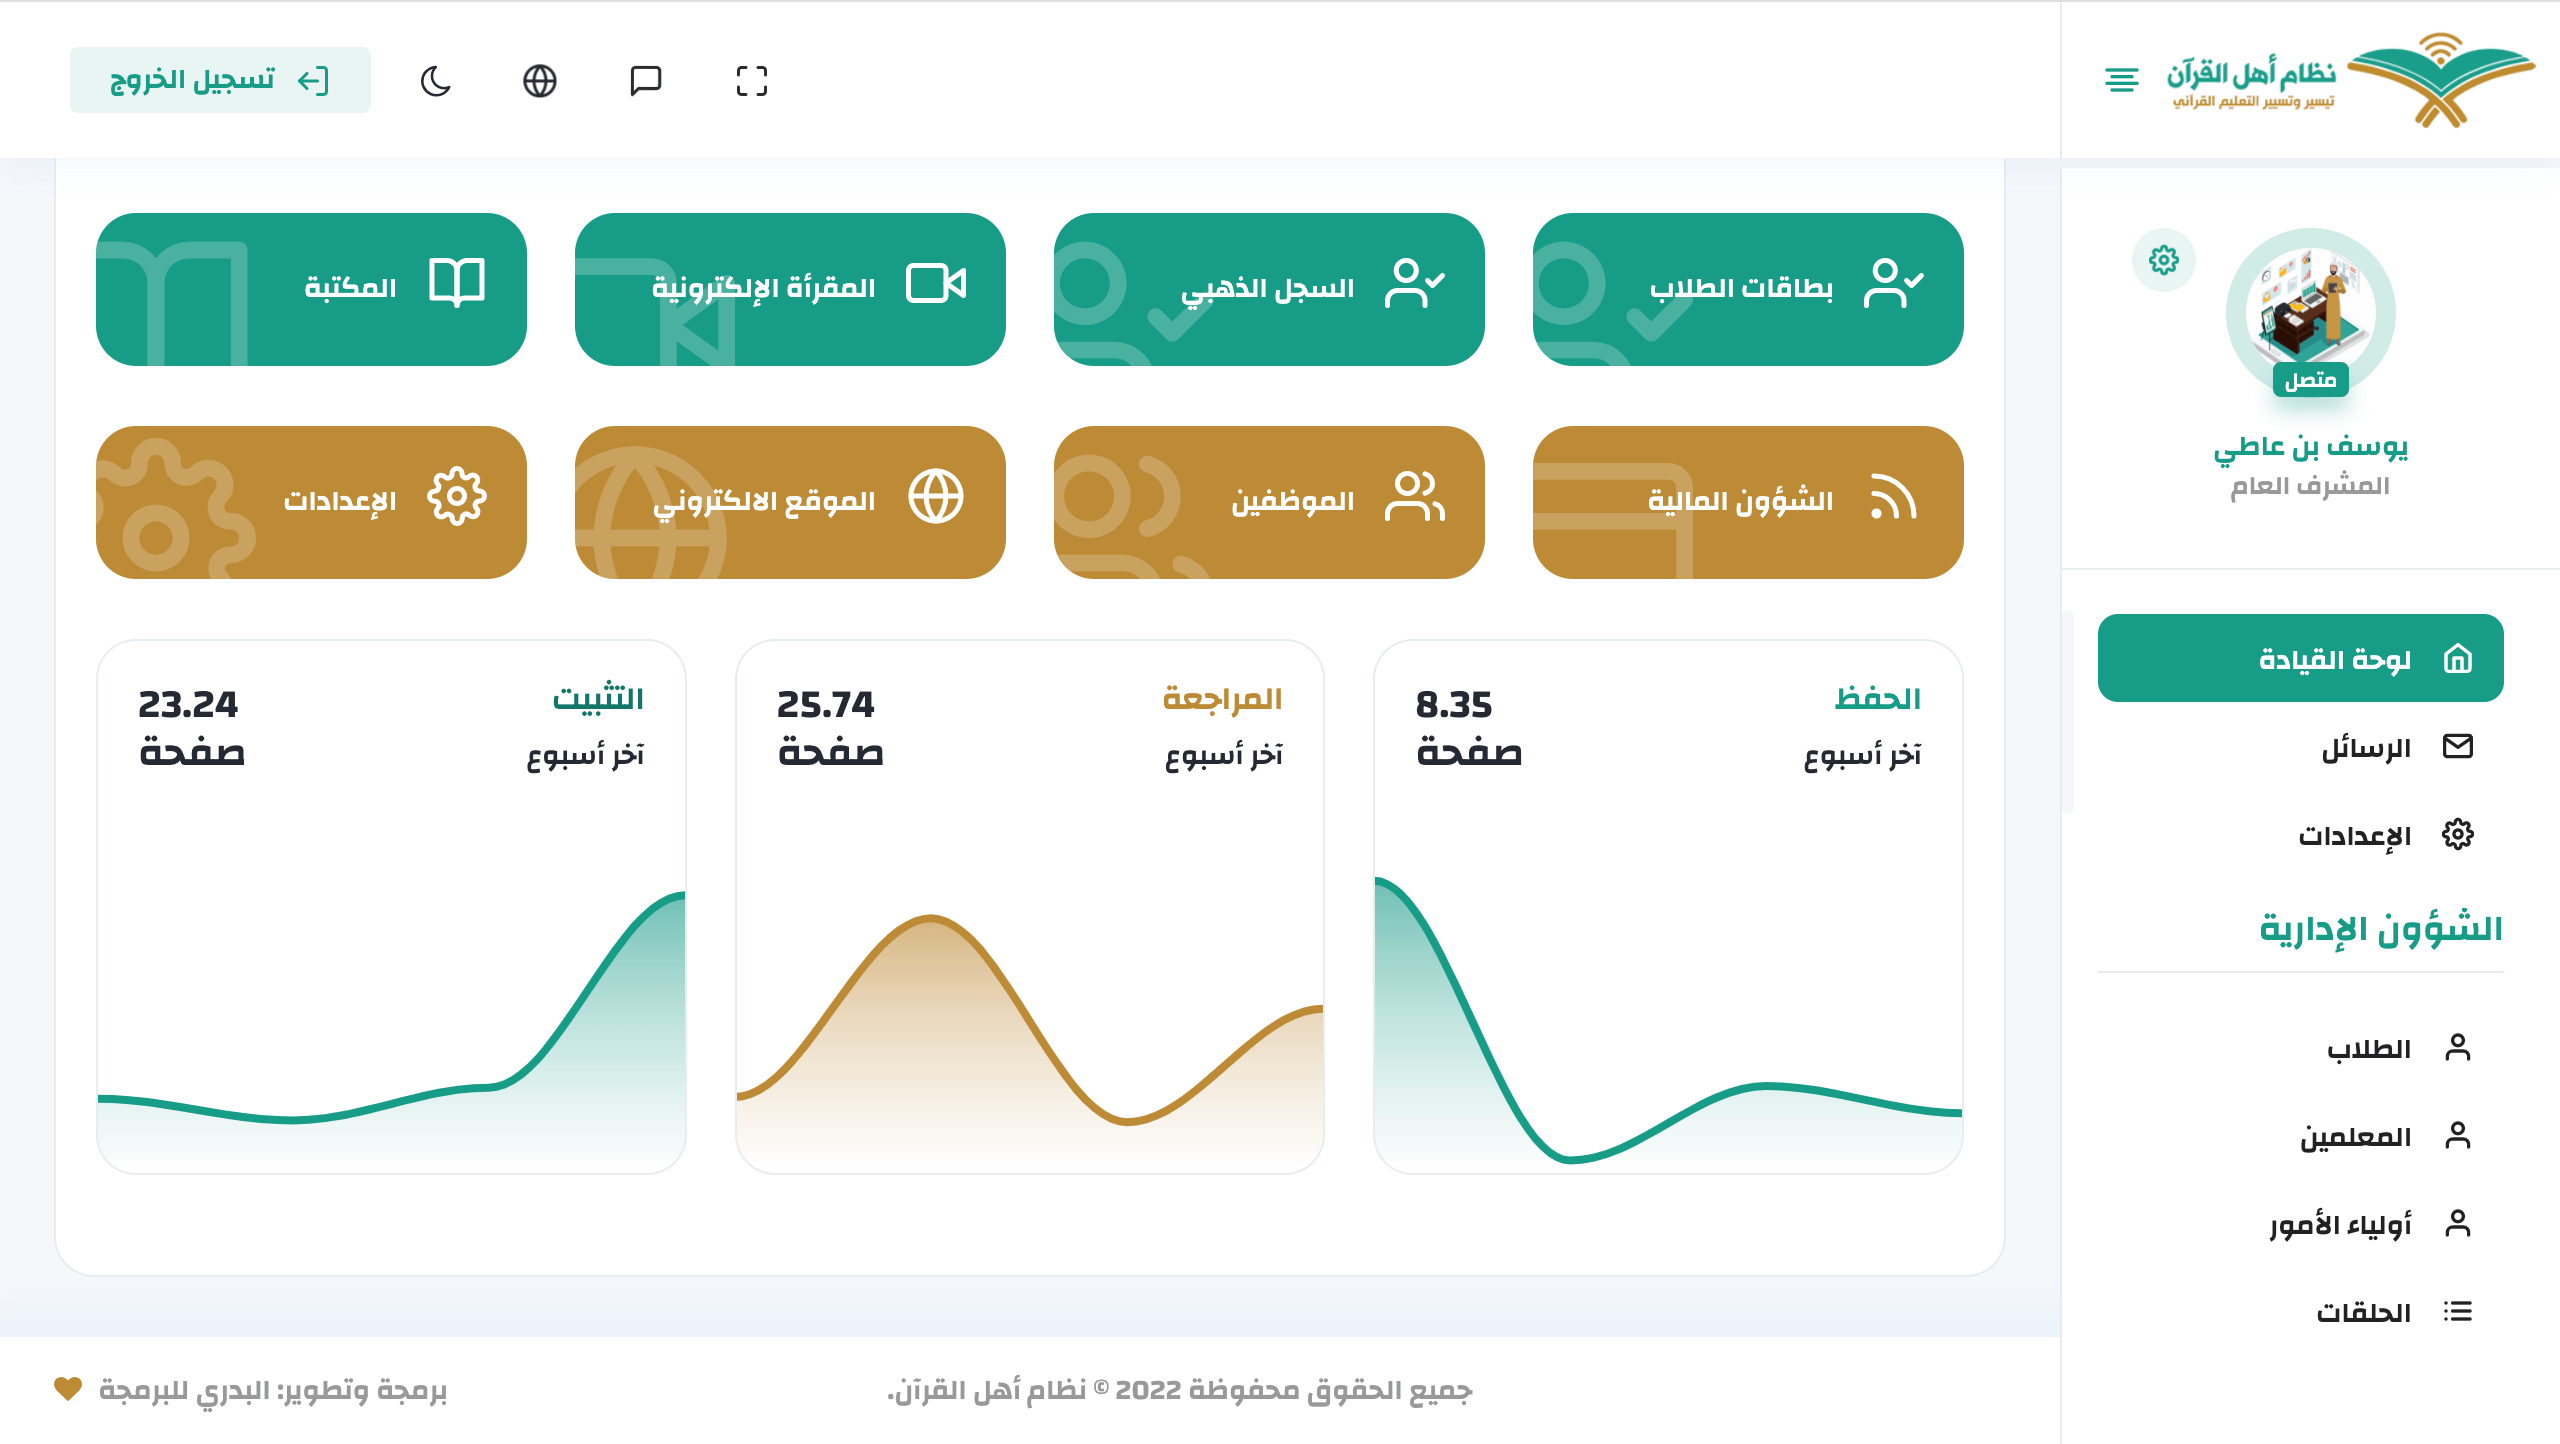 نظام أهل القرآن
تيسير وتسيير التعليم القرآني
تسجيل الخروج
متصل
يوسف بن عاطي
المشرف العام
لوحة القيادة
الرسائل
الإعدادات
الشؤون الإدارية
الطلاب
المعلمين
أولياء الأمور
الحلقات
بطاقات الطلاب
السجل الذهبي
المقرأة الإلكترونية
المكتبة
الشؤون المالية
الموظفين
الموقع الالكتروني
الإعدادات
الحفظ
آخر أسبوع
8.35
صفحة
المراجعة
آخر أسبوع
25.74
صفحة
التثبيت
آخر أسبوع
23.24
صفحة
جميع الحقوق محفوظة 2022 © نظام أهل القرآن.
برمجة وتطوير: البدري للبرمجة